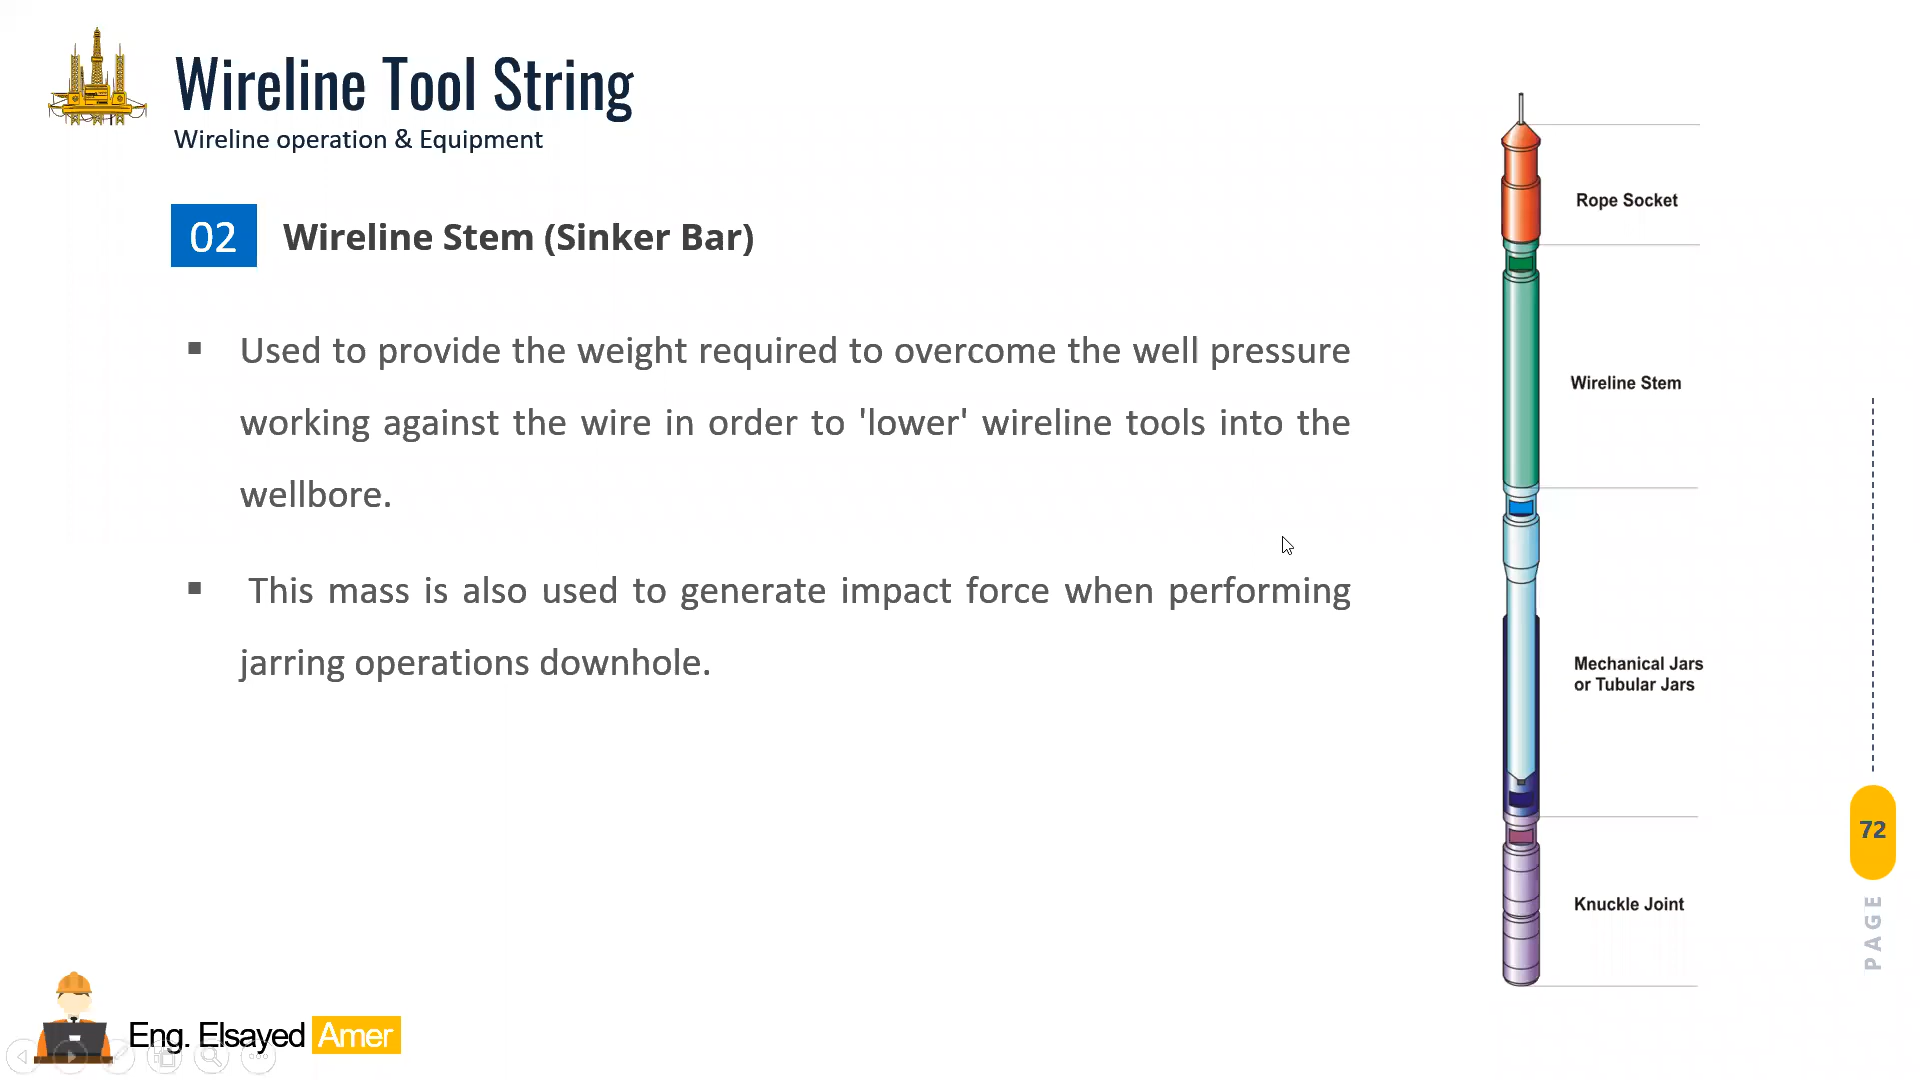 Wireline Tool String
Wireline operation & Equipment
02 Wireline Stem (Sinker Bar)
▪ Used to provide the weight required to overcome the well pressure
working against the wire in order to 'lower' wireline tools into the
wellbore.
▪ This mass is also used to generate impact force when performing
jarring operations downhole.
Rope Socket
Wireline Stem
Mechanical Jars
or Tubular Jars
Knuckle Joint
72
PAGE
Eng. Elsayed Amer